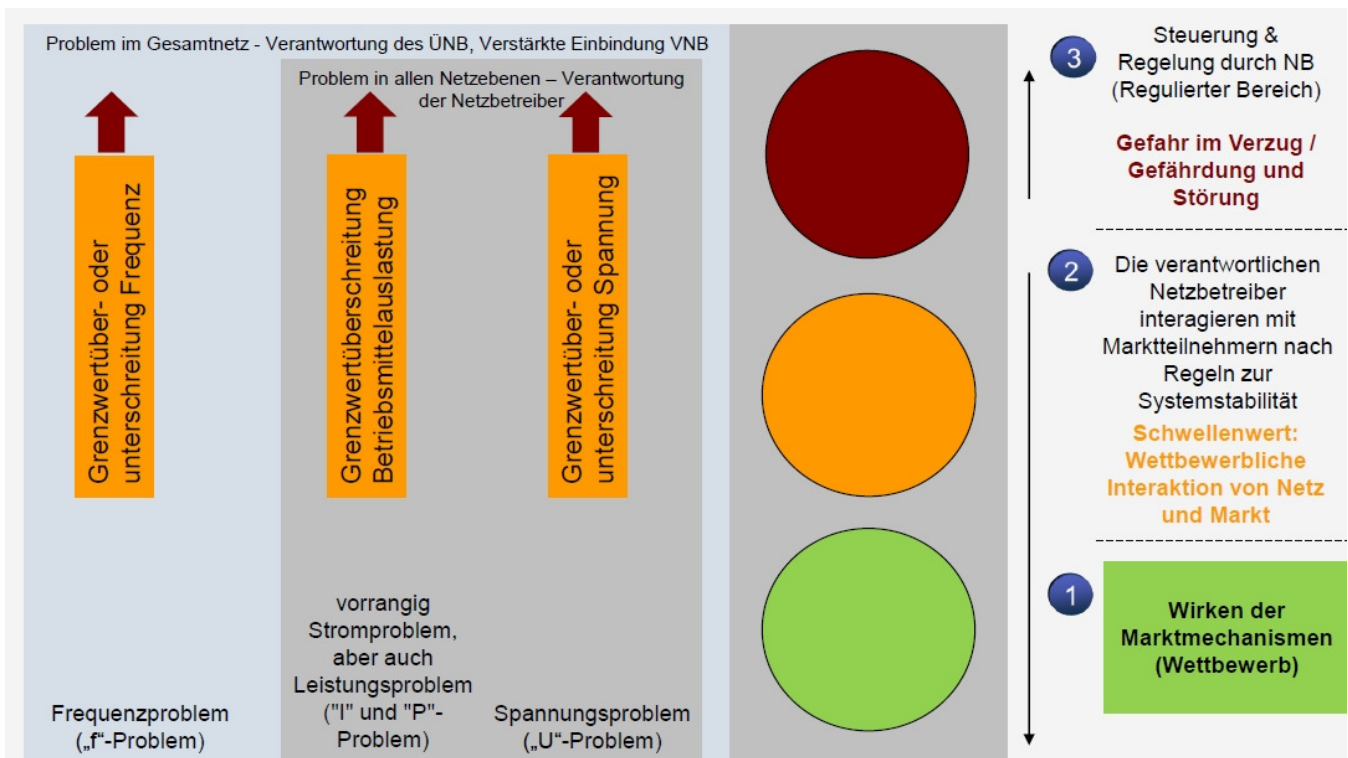 Problem im Gesamtnetz - Verantwortung des ÜNB, Verstärkte Einbindung VNB
Problem in allen Netzebenen – Verantwortung
der Netzbetreiber
Grenzwertüber- oder
unterschreitung Frequenz
Grenzwertüberschreitung
Betriebsmittelauslastung
Grenzwertüber- oder
unterschreitung Spannung
Frequenzproblem
(„f“-Problem)
vorrangig
Stromproblem,
aber auch
Leistungsproblem
("I" und "P"-
Problem)
Spannungsproblem
(„U“-Problem)
3
Steuerung &
Regelung durch NB
(Regulierter Bereich)
Gefahr im Verzug /
Gefährdung und
Störung
2
Die verantwortlichen
Netzbetreiber
interagieren mit
Marktteilnehmern nach
Regeln zur
Systemstabilität
Schwellenwert:
Wettbewerbliche
Interaktion von Netz
und Markt
1
Wirken der
Marktmechanismen
(Wettbewerb)